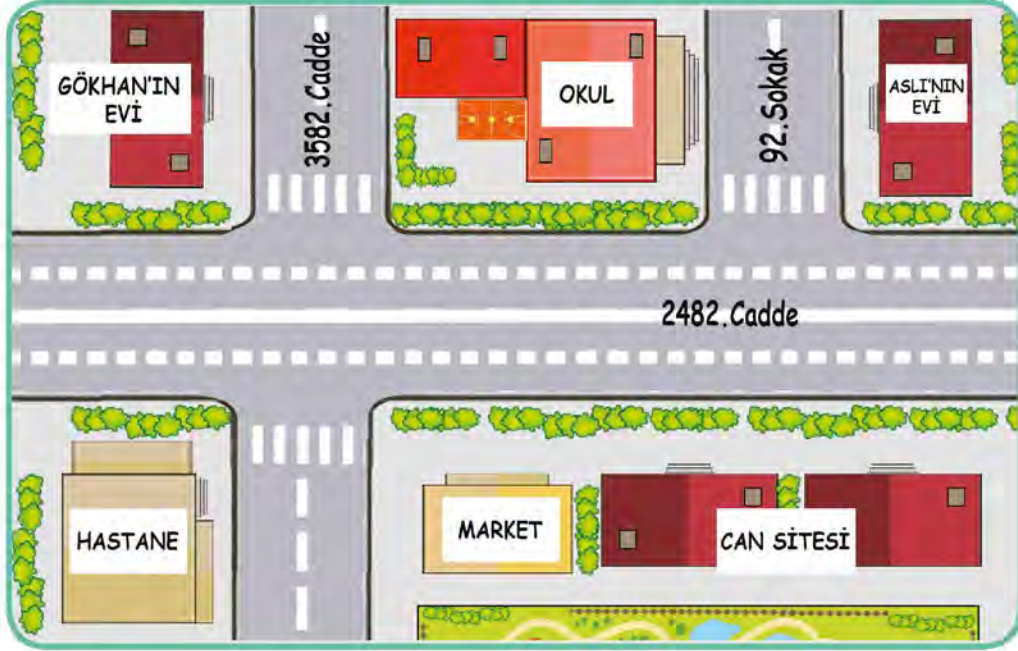 GÖKHAN'IN
EVİ
3582.Cadde
OKUL
92.Sokak
ASLI'NIN
EVİ
2482.Cadde
HASTANE
MARKET
CAN SİTESİ